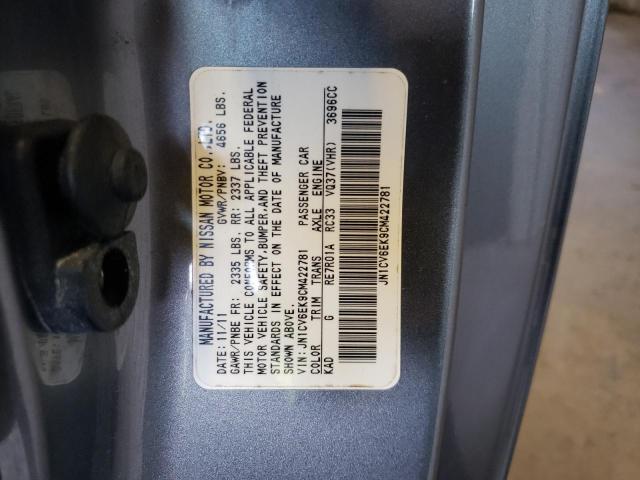 MANUFACTURED BY NISSAN MOTOR CO.,LTD.
DATE: 11/11 GVWR/PNBV: 4656 LBS.
GAWR/PNBE FR: 2335 LBS. RR: 2337 LBS.
THIS VEHICLE CONFORMS TO ALL APPLICABLE FEDERAL
MOTOR VEHICLE SAFETY,BUMPER,AND THEFT PREVENTION
STANDARDS IN EFFECT ON THE DATE OF MANUFACTURE
SHOWN ABOVE.
VIN: JN1CV6EK9CM422781 PASSENGER CAR
COLOR TRIM TRANS AXLE ENGINE
KAD G RE7R01A RC33 VQ37(VHR) 3696CC
JN1CV6EK9CM422781